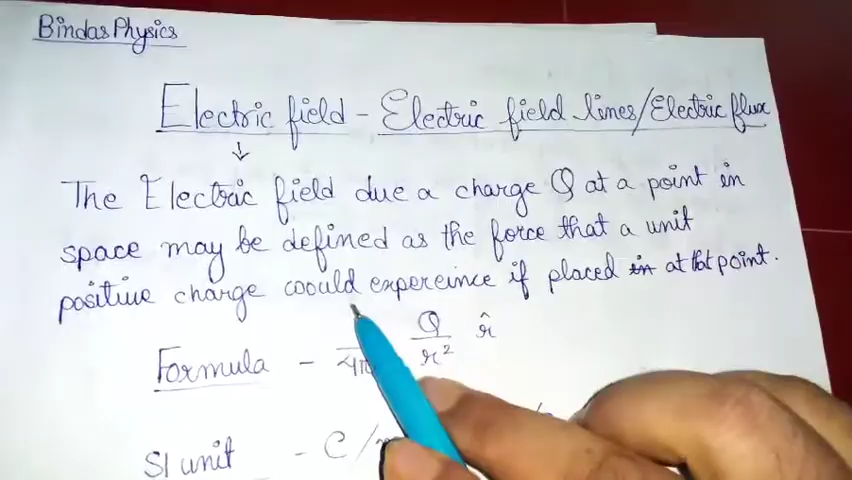 Bindas Physics
Electric field - Electric field lines/Electric flux
↓
The Electric field due a charge Q at a point in
space may be defined as the force that a unit
positive charge coould expereince if placed at that point.
Formula - Q/r² r̂
SI unit - C/